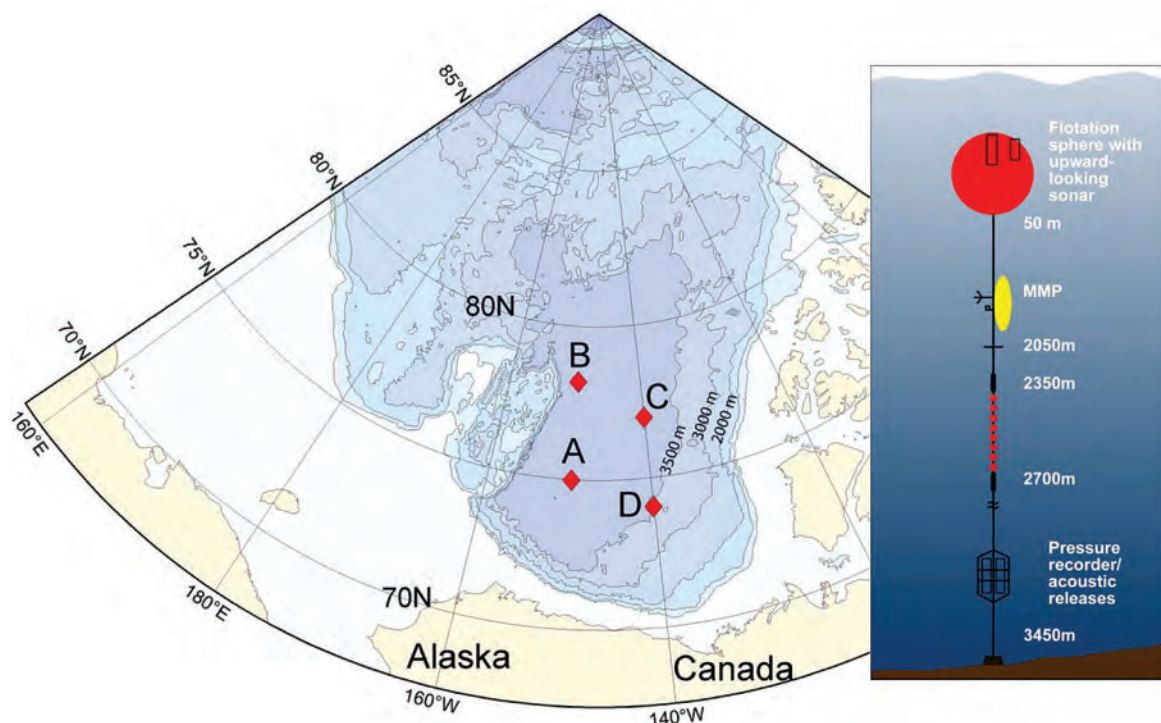 85°N
80°N
75°N
70°N
160°E
180°E
160°W
140°W
80N
70N
B
C
A
D
3500 m
3000 m
2000 m
Alaska
Canada
Flotation
sphere with
upward-
looking
sonar
50 m
MMP
2050m
2350m
2700m
Pressure
recorder/
acoustic
releases
3450m